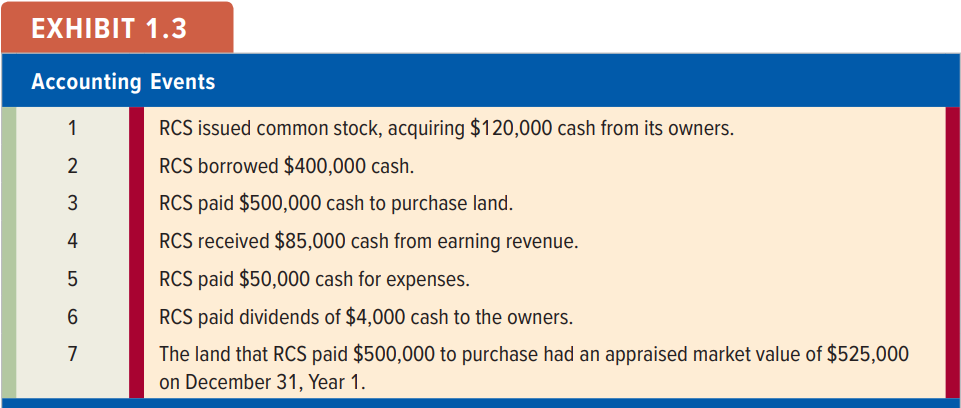 EXHIBIT 1.3
Accounting Events
1 RCS issued common stock, acquiring $120,000 cash from its owners.
2 RCS borrowed $400,000 cash.
3 RCS paid $500,000 cash to purchase land.
4 RCS received $85,000 cash from earning revenue.
5 RCS paid $50,000 cash for expenses.
6 RCS paid dividends of $4,000 cash to the owners.
7 The land that RCS paid $500,000 to purchase had an appraised market value of $525,000
on December 31, Year 1.